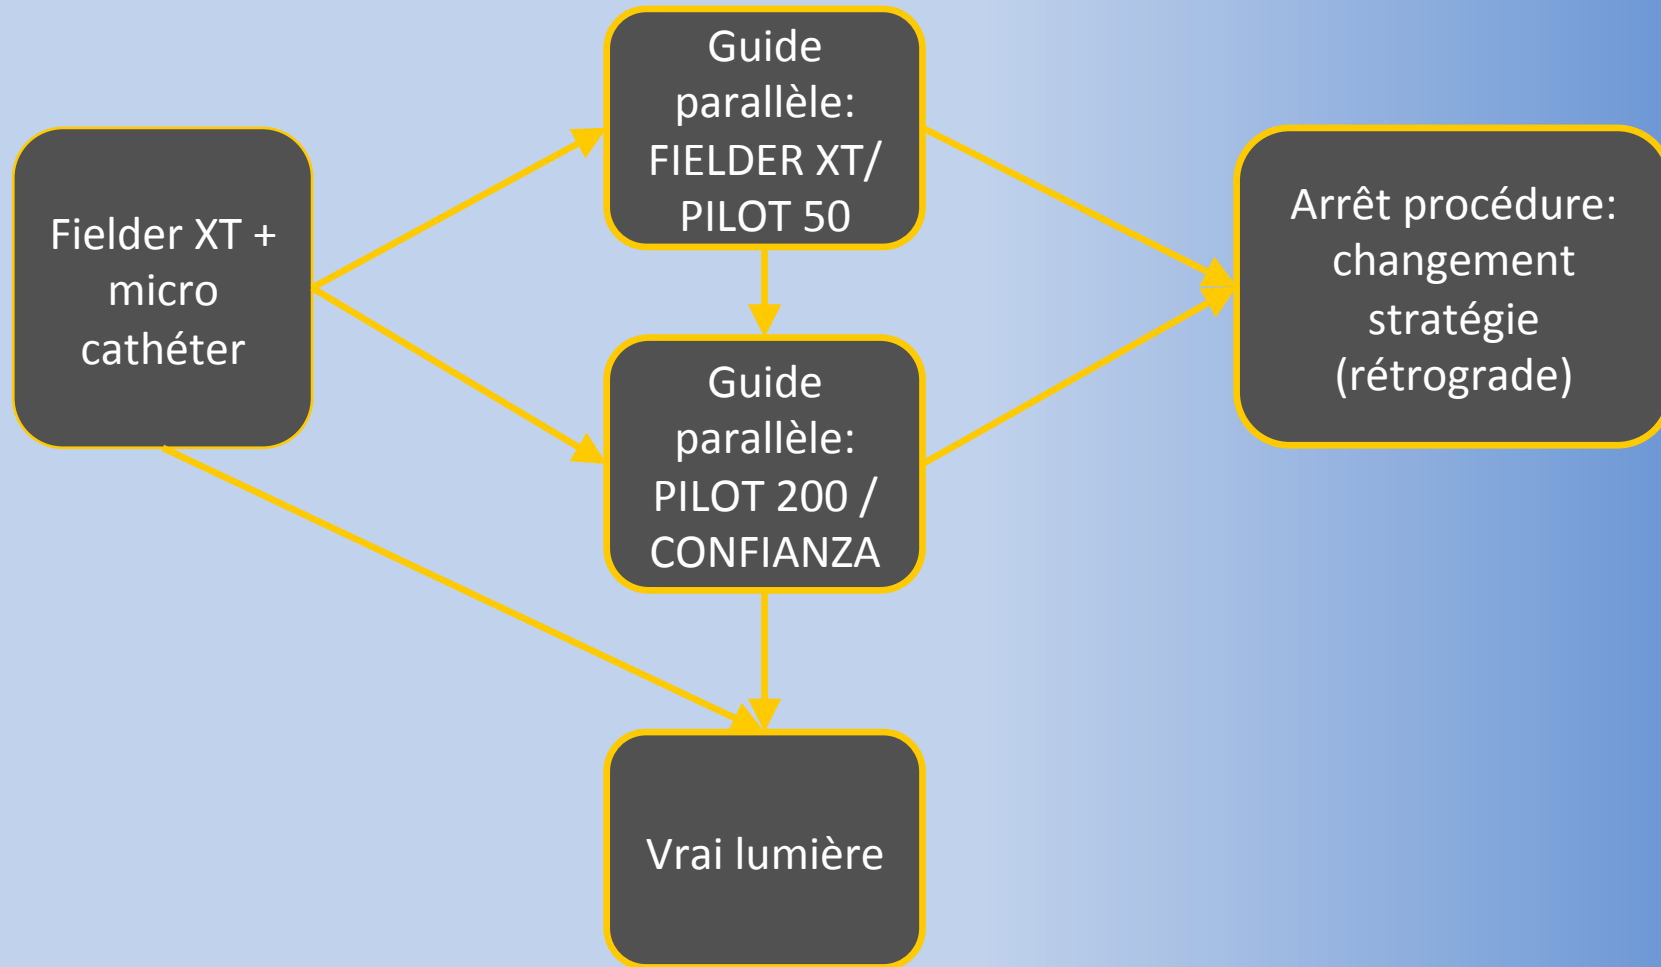 Fielder XT +
micro
cathéter
Guide
parallèle:
FIELDER XT/
PILOT 50
Guide
parallèle:
PILOT 200 /
CONFIANZA
Vrai lumière
Arrêt procédure:
changement
stratégie
(rétrograde)